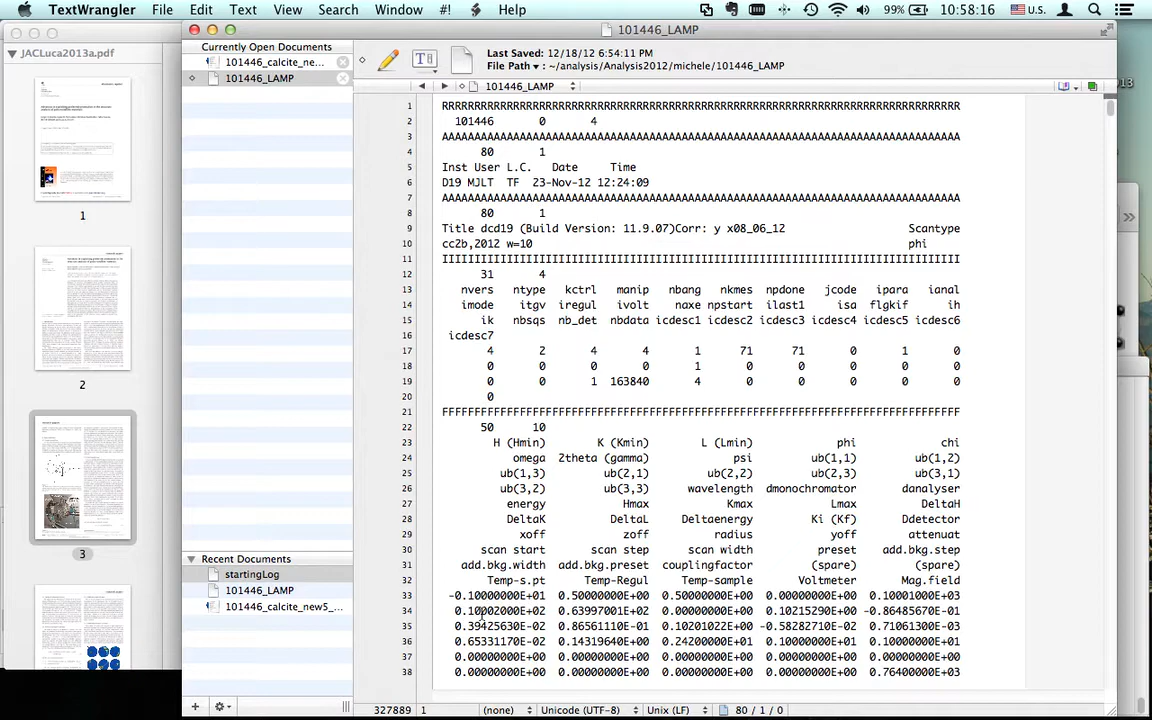 TextWrangler File Edit Text View Search Window #! Help 99% 10:58:16 U.S.
JACLuca2013a.pdf
1
2
3
101446_LAMP
Currently Open Documents
101446_calcite_ne...
101446_LAMP
Recent Documents
startingLog
101446_LAMP
101446_calcite_new5_...
Last Saved: 12/18/12 6:54:11 PM
File Path ▾ : ~/analysis/Analysis2012/michele/101446_LAMP
101446_LAMP
1 RRRRRRRRRRRRRRRRRRRRRRRRRRRRRRRRRRRRRRRRRRRRRRRRRRRRRRRRRRRRRRRRRRRRRRRRRRRRRRRR
2 101446 0 4
3 AAAAAAAAAAAAAAAAAAAAAAAAAAAAAAAAAAAAAAAAAAAAAAAAAAAAAAAAAAAAAAAAAAAAAAAAAAAAAAAA
4 80 1
5 Inst User L.C. Date Time
6 D19 MJLT TF 23-Nov-12 12:24:09
7 AAAAAAAAAAAAAAAAAAAAAAAAAAAAAAAAAAAAAAAAAAAAAAAAAAAAAAAAAAAAAAAAAAAAAAAAAAAAAAAA
8 80 1
9 Title dcd19 (Build Version: 11.9.07)Corr: y x08_06_12 Scantype
10 cc2b,2012 w=10 phi
11 IIIIIIIIIIIIIIIIIIIIIIIIIIIIIIIIIIIIIIIIIIIIIIIIIIIIIIIIIIIIIIIIIIIIIIIIIIIIIIII
12 31 4
13 nvers ntype kctrl manip nbang nkmes npdone jcode ipara ianal
14 imode itgv iregul ivolt naxe npstart ilast1 isa flgkif ih
15 ik nbsqs nb_det nbdata icdesc1 icdesc2 icdesc3 icdesc4 icdesc5 icdesc6
16 icdesc7
17 4 2 4 4 1 71 71 0 1 0
18 0 0 0 0 1 0 0 0 0 0
19 0 0 1 163840 4 0 0 0 0 0
20 0
21 FFFFFFFFFFFFFFFFFFFFFFFFFFFFFFFFFFFFFFFFFFFFFFFFFFFFFFFFFFFFFFFFFFFFFFFFFFFFFFFF
22 50 10
23 H (Hmin) K (Kmin) L (Lmin) phi chi
24 omega 2theta (gamma) psi ub(1,1) ub(1,2)
25 ub(1,3) ub(2,1) ub(2,2) ub(2,3) ub(3,1)
26 ub(3,2) ub(3,3) wavelength dmonochromator danalyser
27 energy Hmax Kmax Lmax DeltaH
28 DeltaK DeltaL Deltaenergy Ki (Kf) Ddetector
29 xoff zoff radius yoff attenuat
30 scan start scan step scan width preset add.bkg.step
31 add.bkg.width add.bkg.preset couplingfactor (spare) (spare)
32 Temp-s.pt Temp-Regul Temp-sample Voltmeter Mag.field
33 -0.10000000E+01 0.50000000E+00 0.50000000E+00 0.00000000E+00 0.10001000E+03
34 0.10002000E+02 0.63997001E+02 0.00000000E+00 0.10215290E+00 -0.86485670E-01
35 0.39425630E-02 0.86561110E-01 0.10201022E+00 -0.58282710E-02 0.71061360E-03
36 0.65531170E-02 0.14319640E+00 0.24200001E+01 0.10000000E+01 0.10000000E+01
37 0.00000000E+00 0.00000000E+00 0.00000000E+00 0.00000000E+00 0.00000000E+00
38 0.00000000E+00 0.00000000E+00 0.00000000E+00 0.00000000E+00 0.76400000E+03
327889 1 (none) Unicode (UTF-8) Unix (LF) 80 / 1 / 0